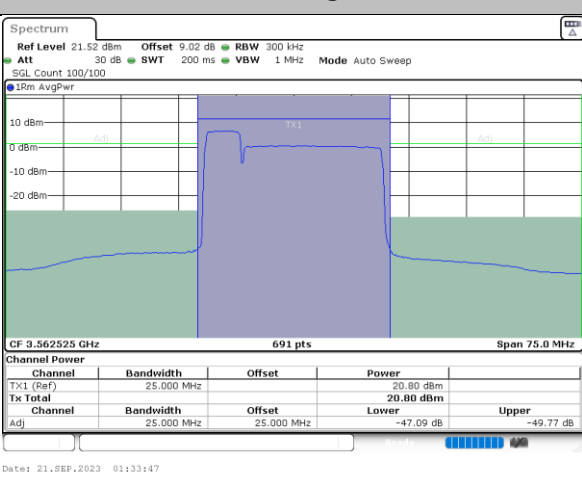 Spectrum
Ref Level 21.52 dBm Offset 9.02 dB RBW 300 kHz
Att 30 dB SWT 200 ms VBW 1 MHz Mode Auto Sweep
SGL Count 100/100
1Rm AvgPwr
10 dBm
TX1
Adj
Adj
0 dBm
-10 dBm
-20 dBm
CF 3.562525 GHz 691 pts Span 75.0 MHz
Channel Power
Channel Bandwidth Offset Power
TX1 (Ref) 25.000 MHz 20.80 dBm
Tx Total 20.80 dBm
Channel Bandwidth Offset Lower Upper
Adj 25.000 MHz 25.000 MHz -47.09 dB -49.77 dB
Ready
Date: 21.SEP.2023 01:33:47